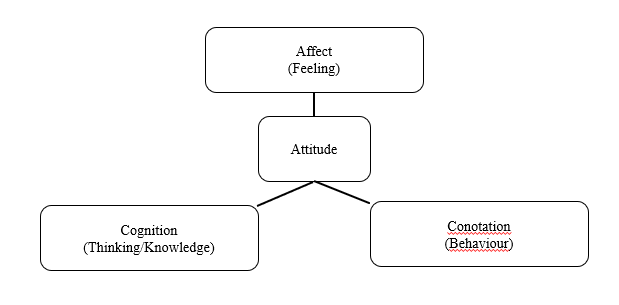 Affect
(Feeling)
Attitude
Cognition
(Thinking/Knowledge)
Conotation
(Behaviour)